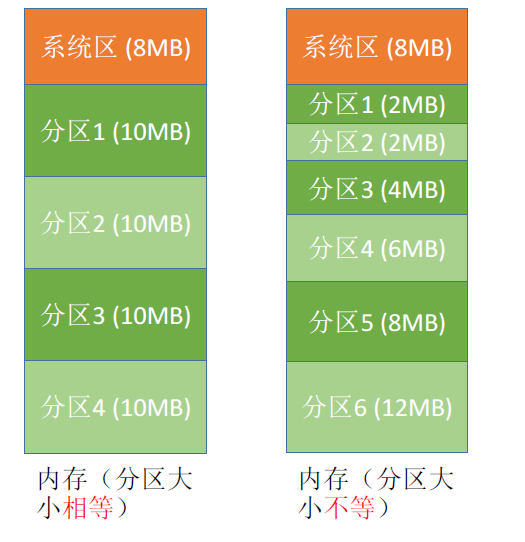 系统区 (8MB)
分区1 (10MB)
分区2 (10MB)
分区3 (10MB)
分区4 (10MB)
内存（分区大
小相等）
系统区 (8MB)
分区1 (2MB)
分区2 (2MB)
分区3 (4MB)
分区4 (6MB)
分区5 (8MB)
分区6 (12MB)
内存（分区大
小不等）